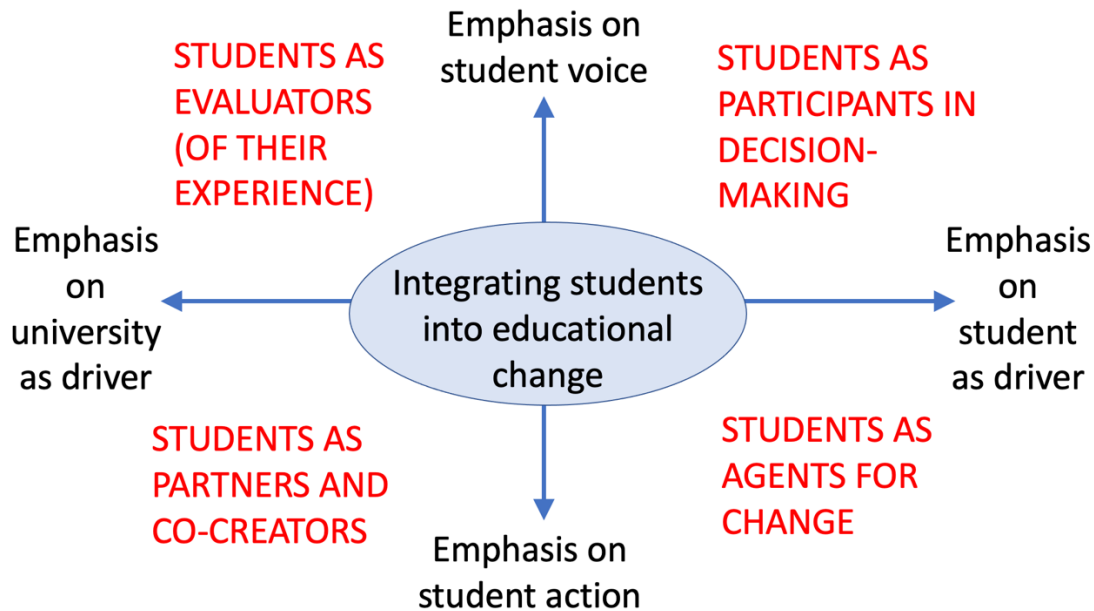 Emphasis on
student voice
STUDENTS AS
EVALUATORS
(OF THEIR
EXPERIENCE)
STUDENTS AS
PARTICIPANTS IN
DECISION-
MAKING
Emphasis
on
university
as driver
Integrating students
into educational
change
Emphasis
on
student
as driver
STUDENTS AS
PARTNERS AND
CO-CREATORS
STUDENTS AS
AGENTS FOR
CHANGE
Emphasis on
student action